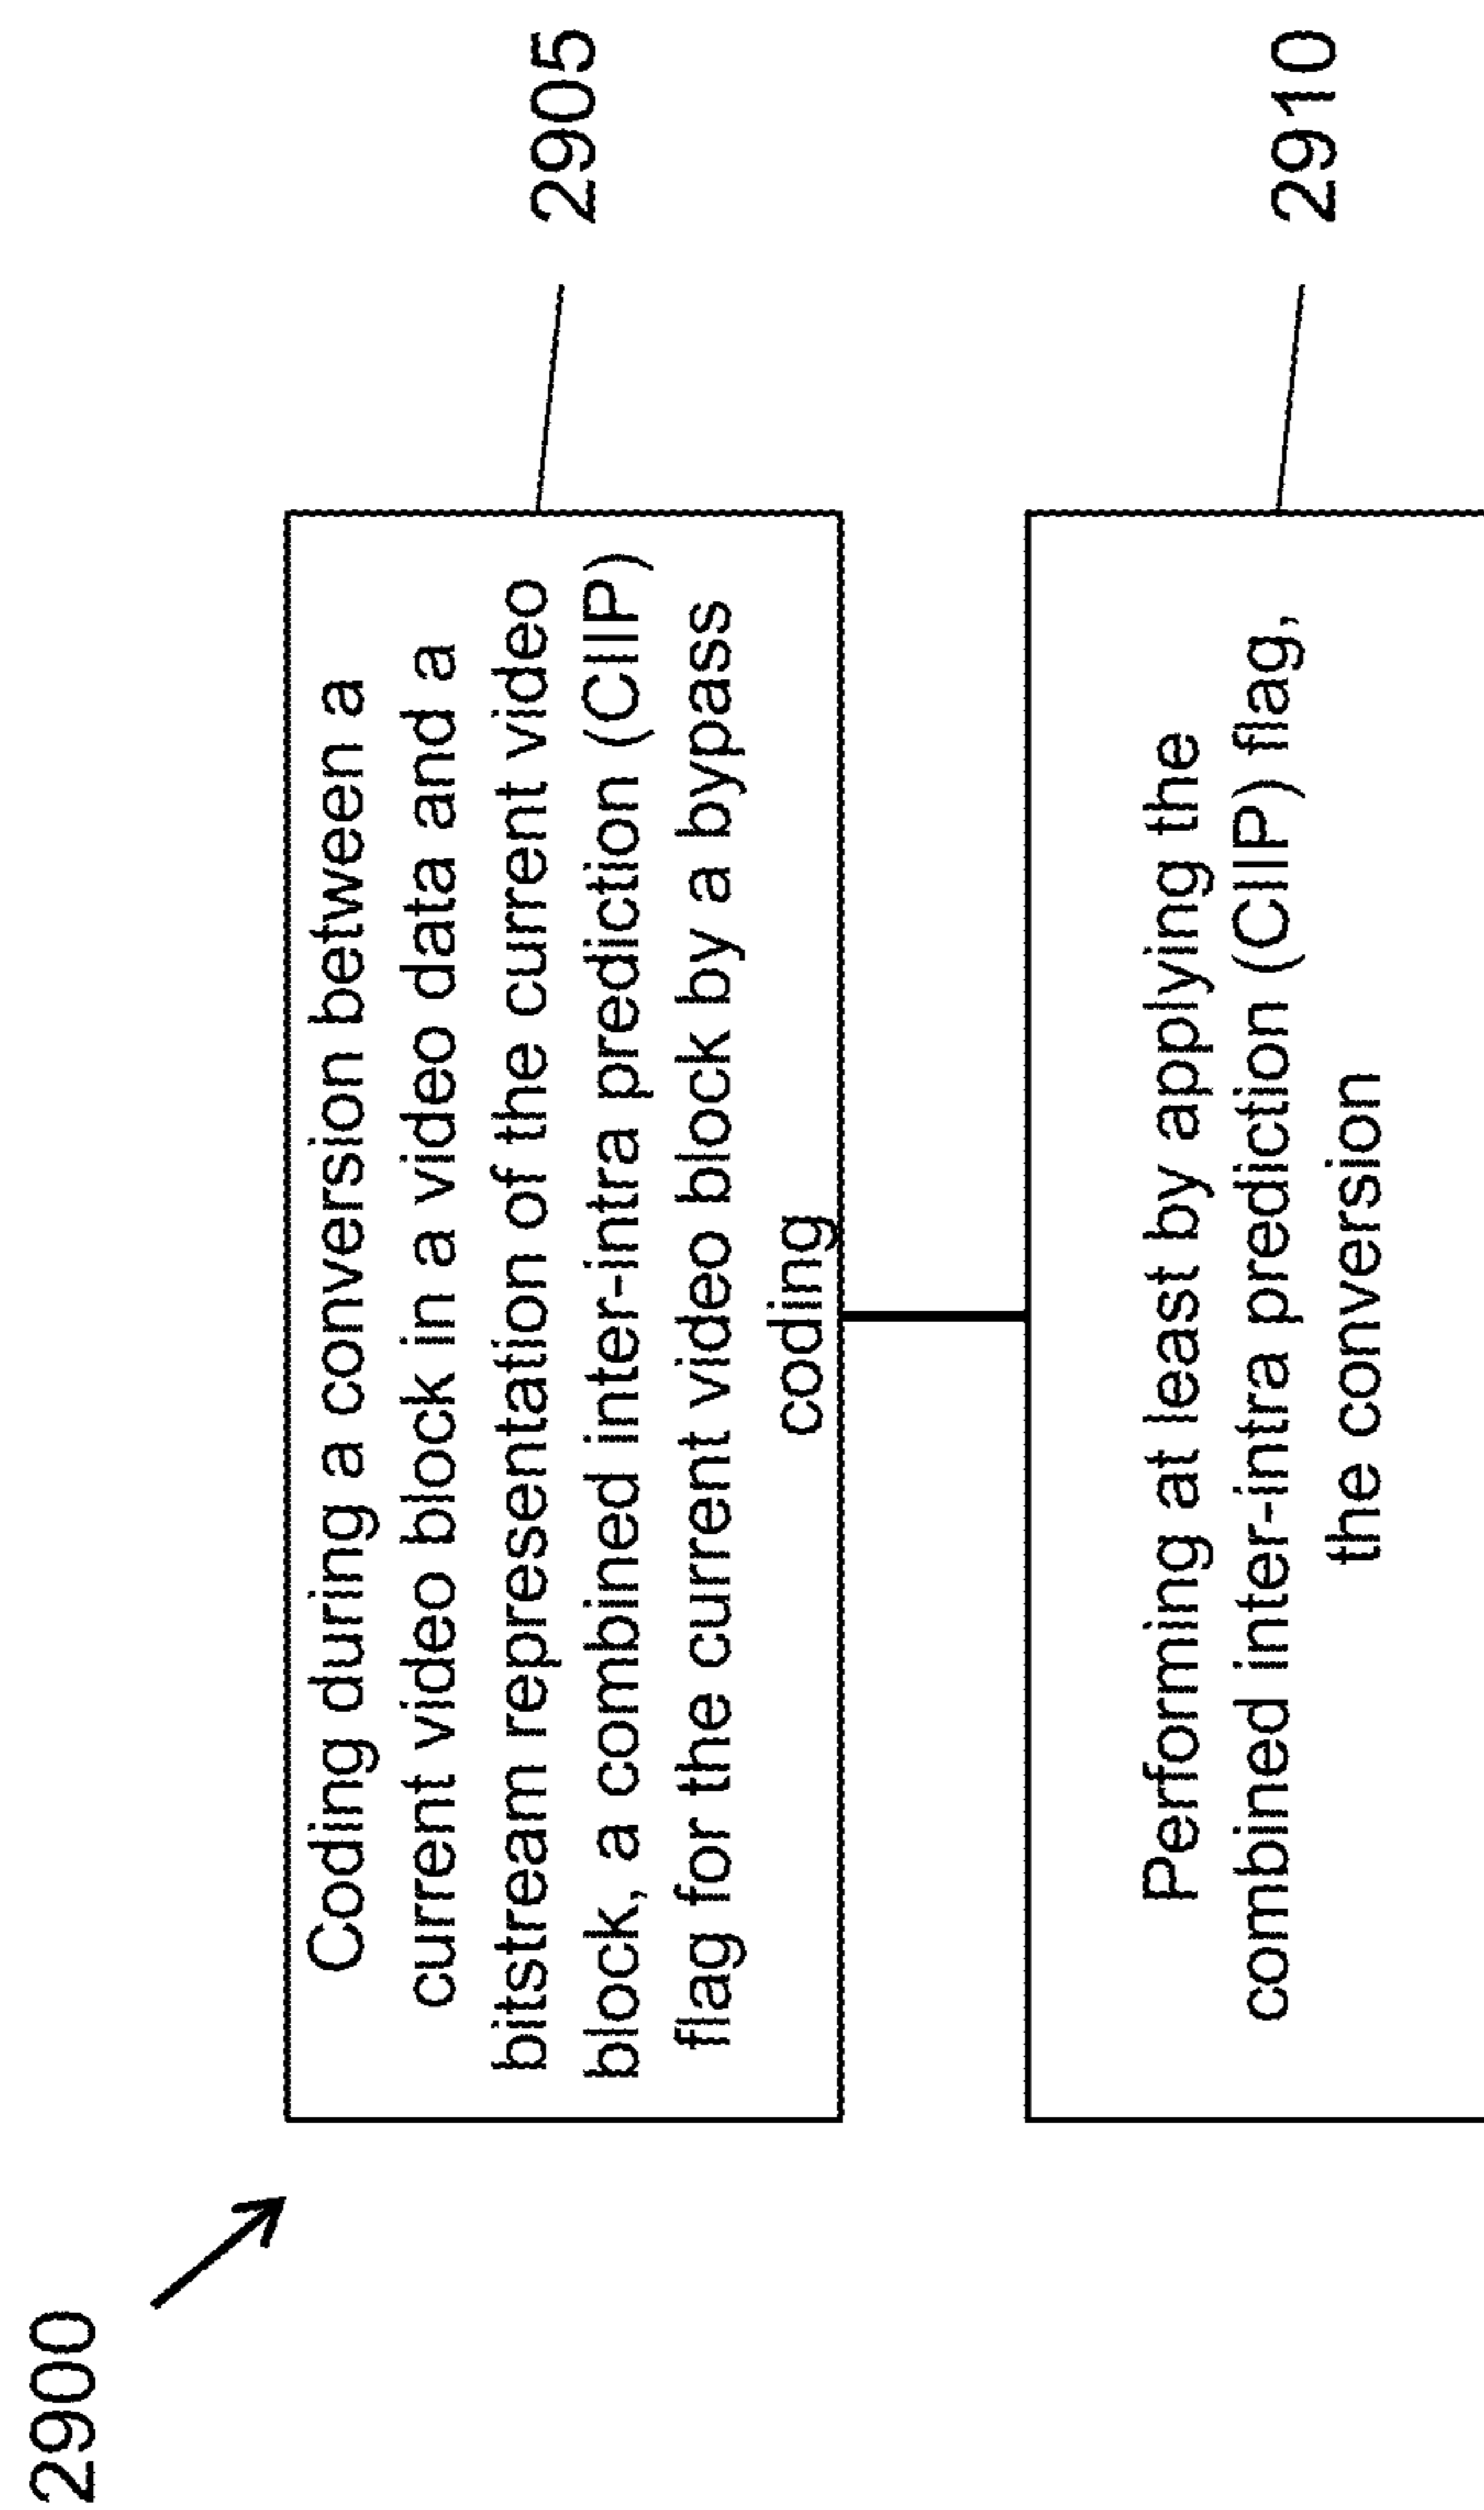 2900
Coding during a conversion between a
current video block in a video data and a
bitstream representation of the current video
block, a combined inter-intra prediction (CIIP)
flag for the current video block by a bypass
coding
2905
Performing at least by applying the
combined inter-intra prediction (CIIP) flag,
the conversion
2910